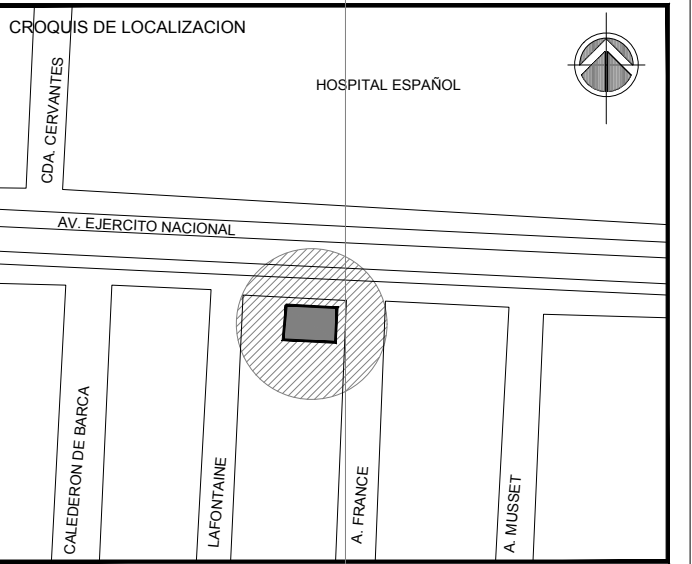 CROQUIS DE LOCALIZACION
HOSPITAL ESPAÑOL
CDA. CERVANTES
AV. EJERCITO NACIONAL
CALEDERON DE BARCA
LAFONTAINE
A. FRANCE
A. MUSSET